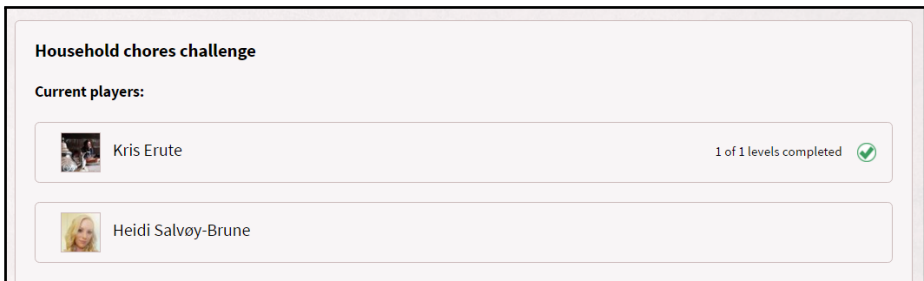 Household chores challenge
Current players:
Kris Erute 1 of 1 levels completed
Heidi Salvøy-Brune